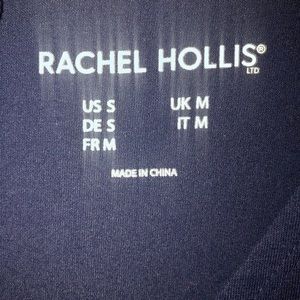 RACHEL HOLLIS®
LTD
US S UK M
DE S IT M
FR M
MADE IN CHINA